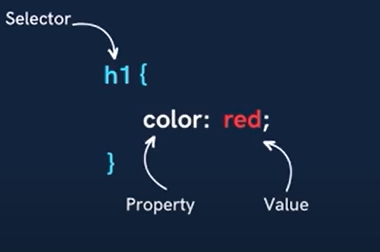 Selector
h1 {
color: red;
}
Property Value